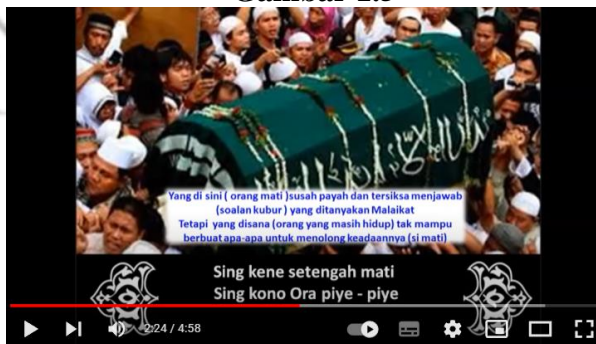 Yang di sini ( orang mati )susah payah dan tersiksa menjawab
(soalan kubur ) yang ditanyakan Malaikat
Tetapi yang disana (orang yang masih hidup) tak mampu
berbuat apa-apa untuk menolong keadaannya (si mati)
Sing kene setengah mati
Sing kono Ora piye - piye
2:24 / 4:58